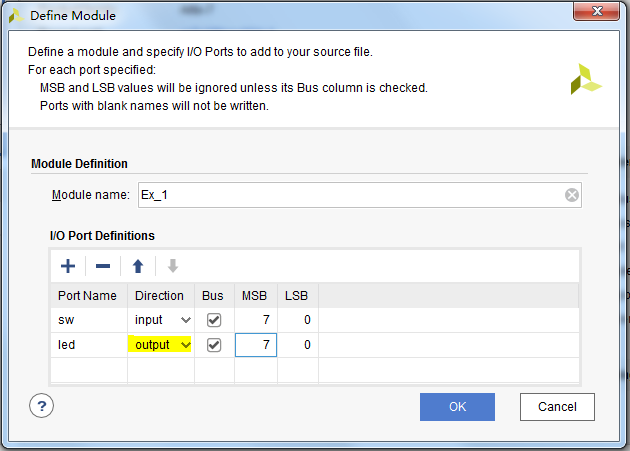 Define Module
Define a module and specify I/O Ports to add to your source file.
For each port specified:
MSB and LSB values will be ignored unless its Bus column is checked.
Ports with blank names will not be written.
Module Definition
Module name: Ex_1
I/O Port Definitions
Port Name Direction Bus MSB LSB
sw input 7 0
led output 7 0
? OK Cancel